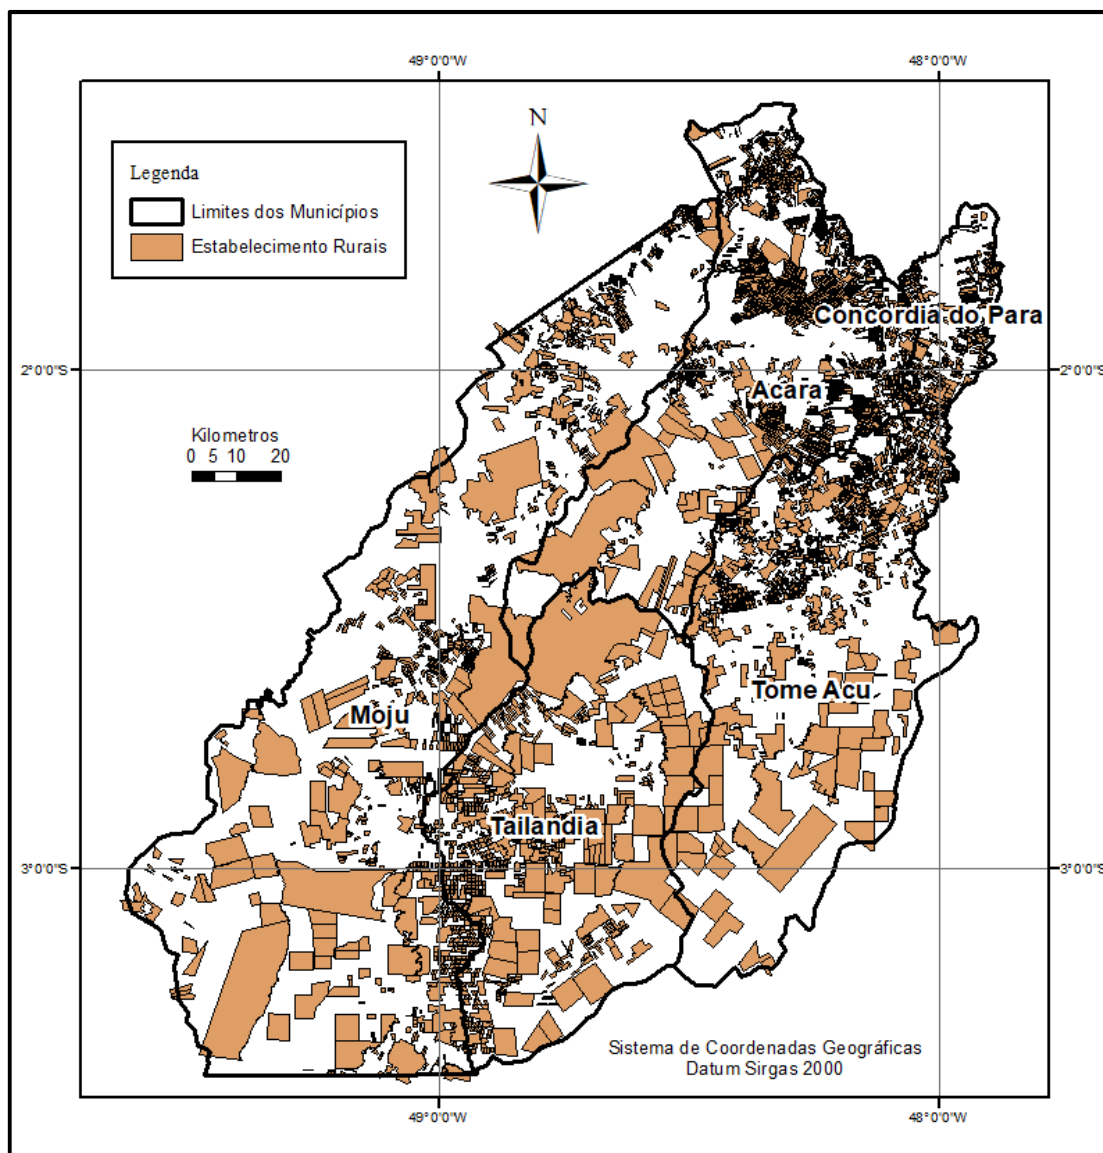 49°0'0"W
48°0'0"W
N
Legenda
Limites dos Municípios
Estabelecimento Rurais
Concordia do Para
2°0'0"S
2°0'0"S
Acara
Kilometros
0 5 10 20
Tome Acu
Moju
Tailandia
3°0'0"S
3°0'0"S
Sistema de Coordenadas Geográficas
Datum Sirgas 2000
49°0'0"W
48°0'0"W